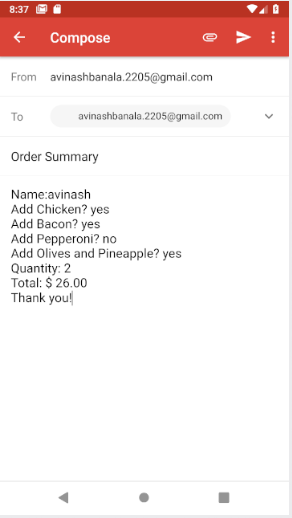 8:37
Compose
From avinashbanala.2205@gmail.com
To avinashbanala.2205@gmail.com
Order Summary
Name:avinash
Add Chicken? yes
Add Bacon? yes
Add Pepperoni? no
Add Olives and Pineapple? yes
Quantity: 2
Total: $ 26.00
Thank you!